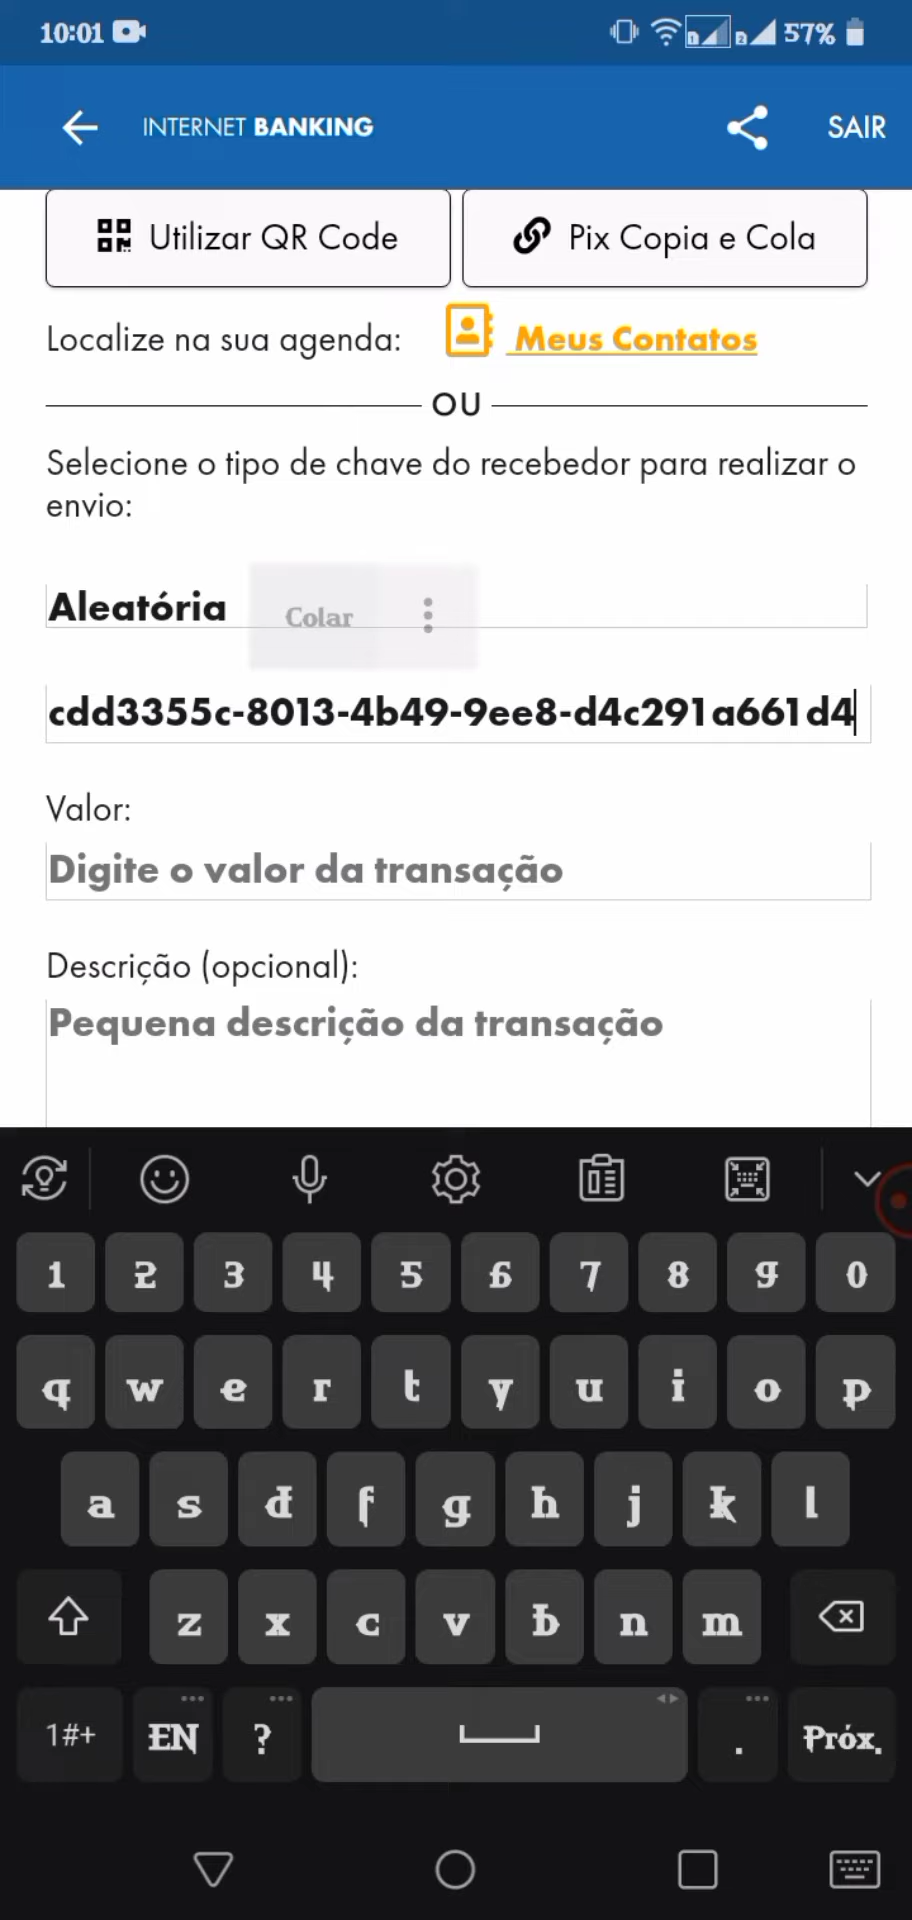 10:01 1 2 57%
INTERNET BANKING SAIR
Utilizar QR Code Pix Copia e Cola
Localize na sua agenda: Meus Contatos
OU
Selecione o tipo de chave do recebedor para realizar o
envio:
Aleatória Colar
cdd3355c-8013-4b49-9ee8-d4c291a661d4
Valor:
Digite o valor da transação
Descrição (opcional):
Pequena descrição da transação
1 2 3 4 5 6 7 8 9 0
q w e r t y u i o p
a s d f g h j k l
z x c v b n m
1#+ EN ? . Próx.